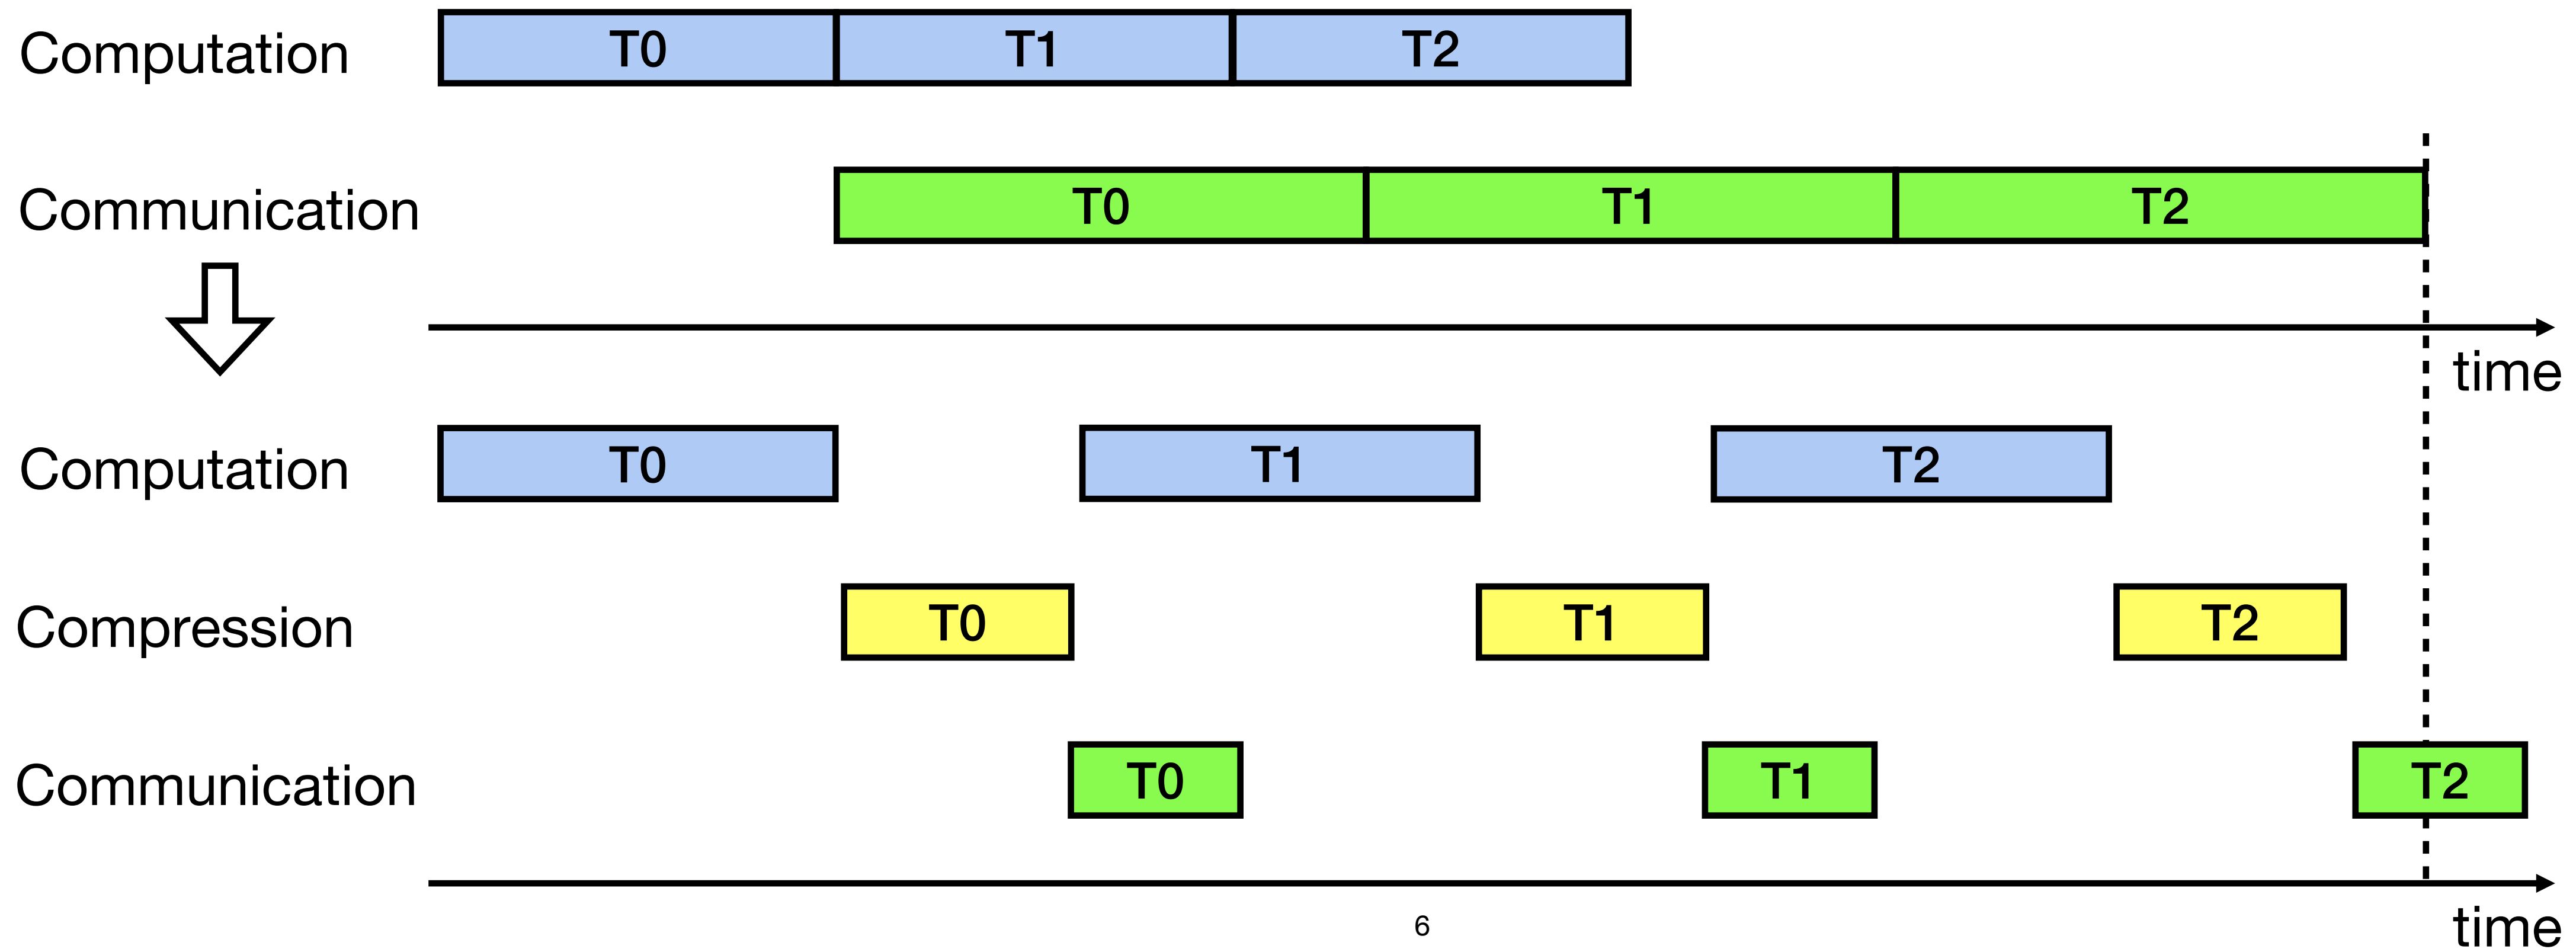 Computation T0 T1 T2
Communication T0 T1 T2
time
Computation T0 T1 T2
Compression T0 T1 T2
Communication T0 T1 T2
time
6